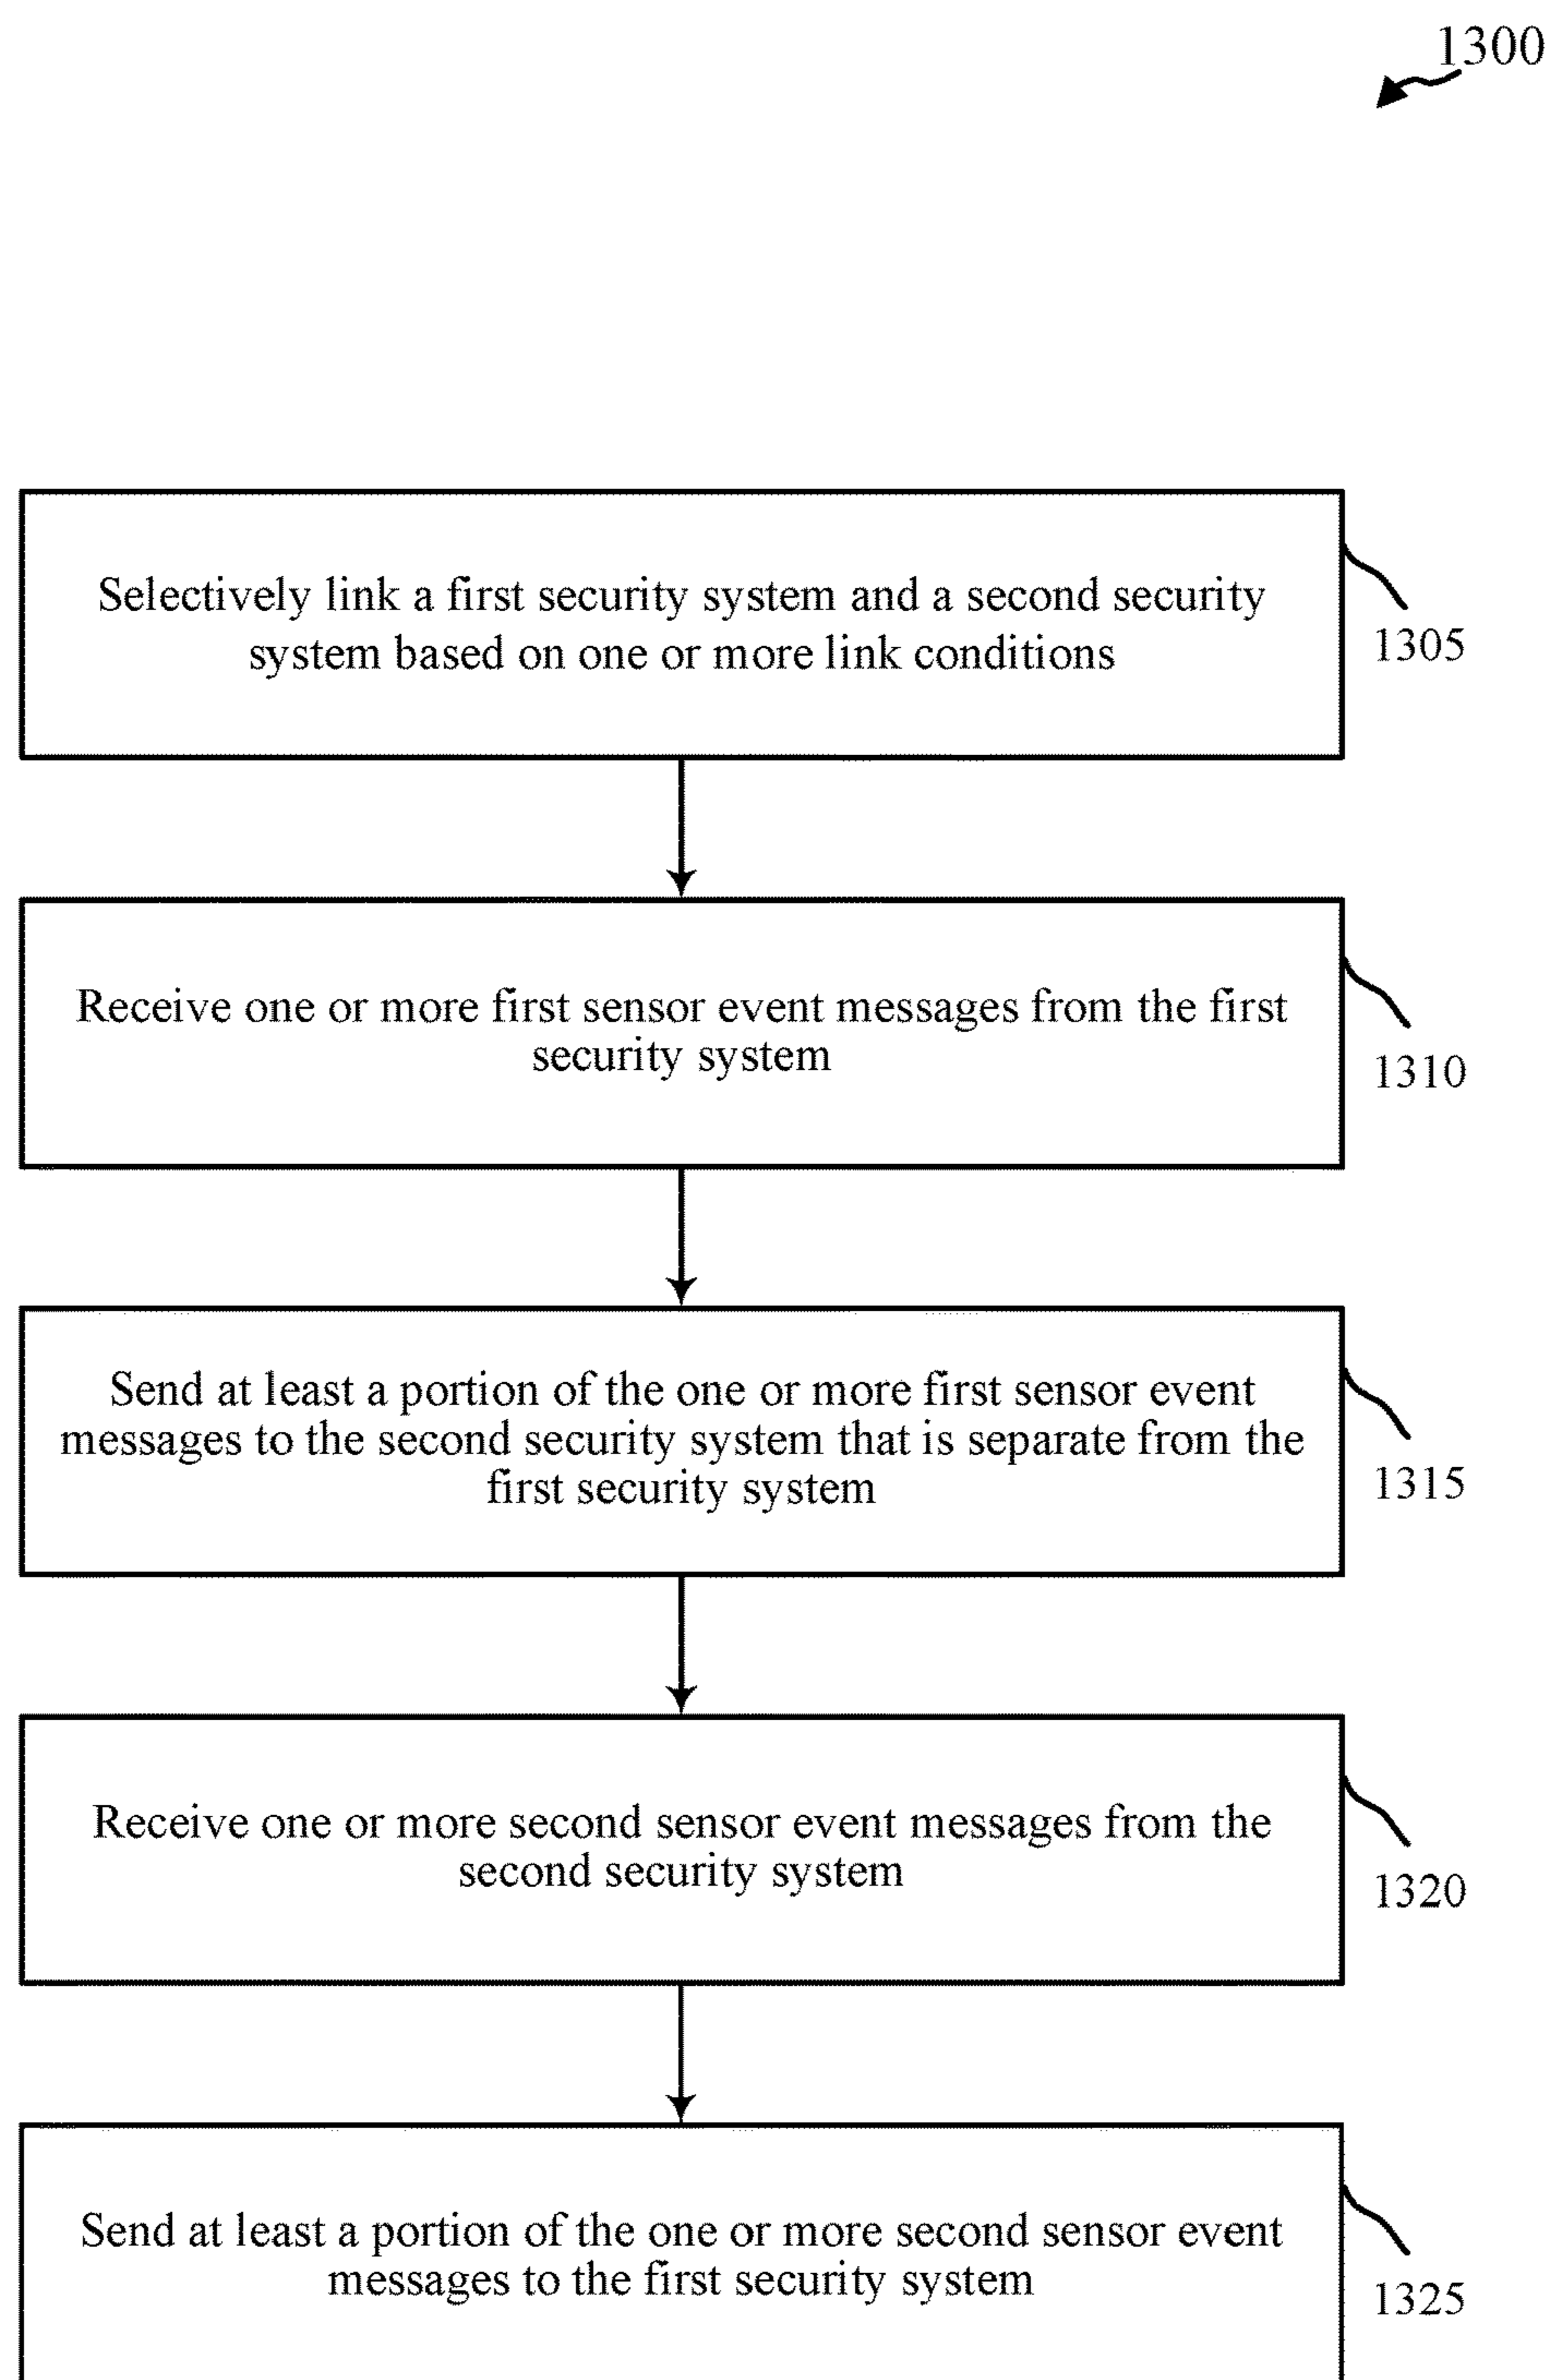 1300
Selectively link a first security system and a second security
system based on one or more link conditions
1305
Receive one or more first sensor event messages from the first
security system
1310
Send at least a portion of the one or more first sensor event
messages to the second security system that is separate from the
first security system
1315
Receive one or more second sensor event messages from the
second security system
1320
Send at least a portion of the one or more second sensor event
messages to the first security system
1325